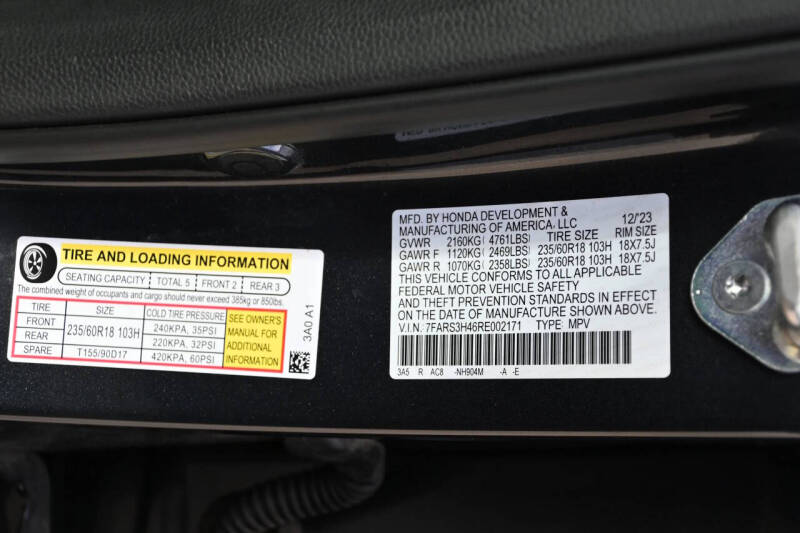 TIRE AND LOADING INFORMATION
SEATING CAPACITY TOTAL 5 FRONT 2 REAR 3
The combined weight of occupants and cargo should never exceed 385kg or 850lbs.
TIRE SIZE COLD TIRE PRESSURE
FRONT 235/60R18 103H 240KPA, 35PSI
REAR 220KPA, 32PSI
SPARE T155/90D17 420KPA, 60PSI
SEE OWNER'S
MANUAL FOR
ADDITIONAL
INFORMATION
3A0 A1
MFD. BY HONDA DEVELOPMENT & 12/'23
MANUFACTURING OF AMERICA, LLC
GVWR 2160KG( 4761LBS) TIRE SIZE RIM SIZE
GAWR F 1120KG( 2469LBS) 235/60R18 103H 18X7.5J
GAWR R 1070KG( 2358LBS) 235/60R18 103H 18X7.5J
THIS VEHICLE CONFORMS TO ALL APPLICABLE
FEDERAL MOTOR VEHICLE SAFETY
AND THEFT PREVENTION STANDARDS IN EFFECT
ON THE DATE OF MANUFACTURE SHOWN ABOVE.
V.I.N.: 7FARS3H46RE002171 TYPE: MPV
3A5 R AC8 -NH904M -A -E